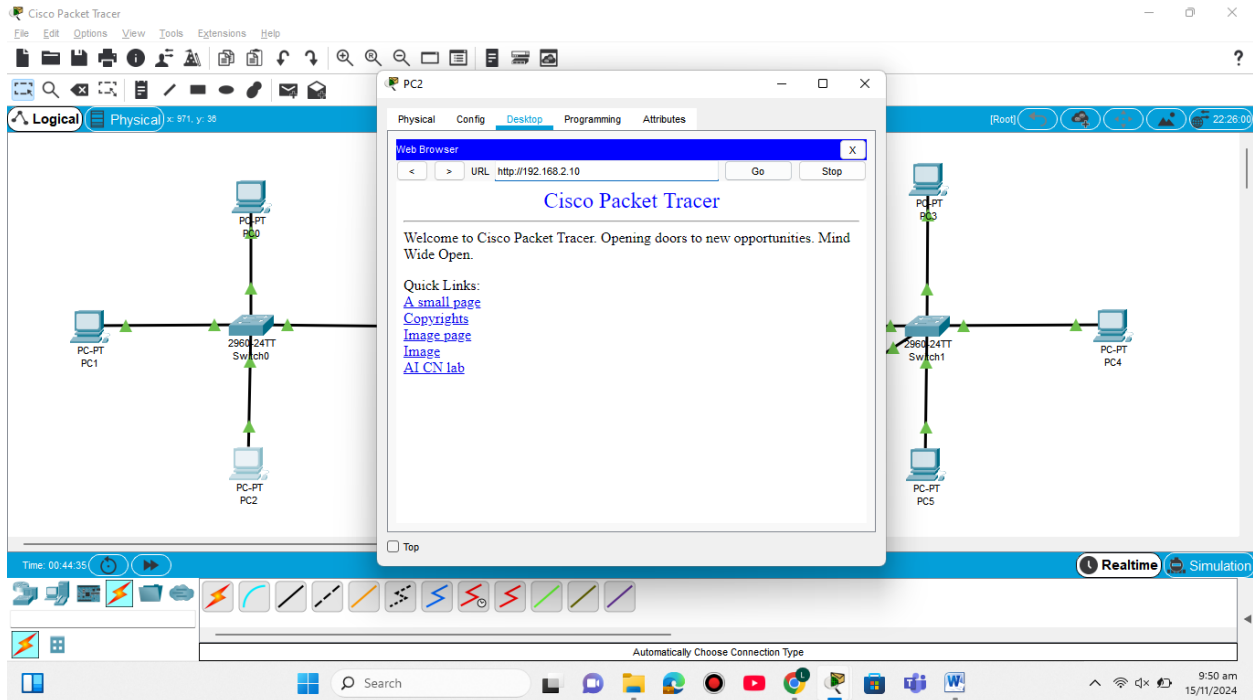 Cisco Packet Tracer
File Edit Options View Tools Extensions Help
?
PC2
Logical Physical x: 971, y: 36
[Root] 22:26:00
Physical Config Desktop Programming Attributes
Web Browser X
< > URL http://192.168.2.10 Go Stop
Cisco Packet Tracer
Welcome to Cisco Packet Tracer. Opening doors to new opportunities. Mind
Wide Open.
Quick Links:
A small page
Copyrights
Image page
Image
AI CN lab
PC-PT
PC0
PC-PT
PC1
2960-24TT
Switch0
PC-PT
PC2
PC-PT
PC3
2960-24TT
Switch1
PC-PT
PC4
PC-PT
PC5
Top
Time: 00:44:35
Realtime Simulation
Automatically Choose Connection Type
Search
9:50 am
15/11/2024